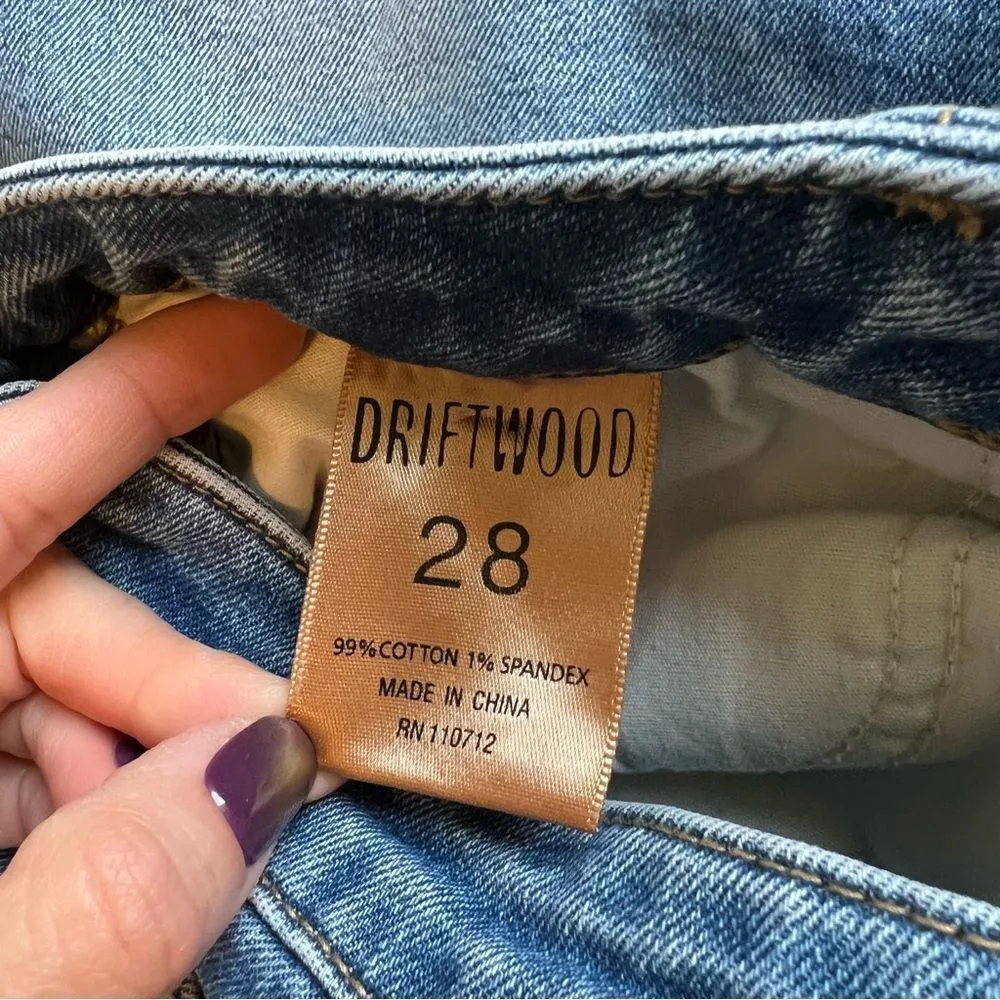 DRIFTWOOD
28
99% COTTON 1% SPANDEX
MADE IN CHINA
RN 110712